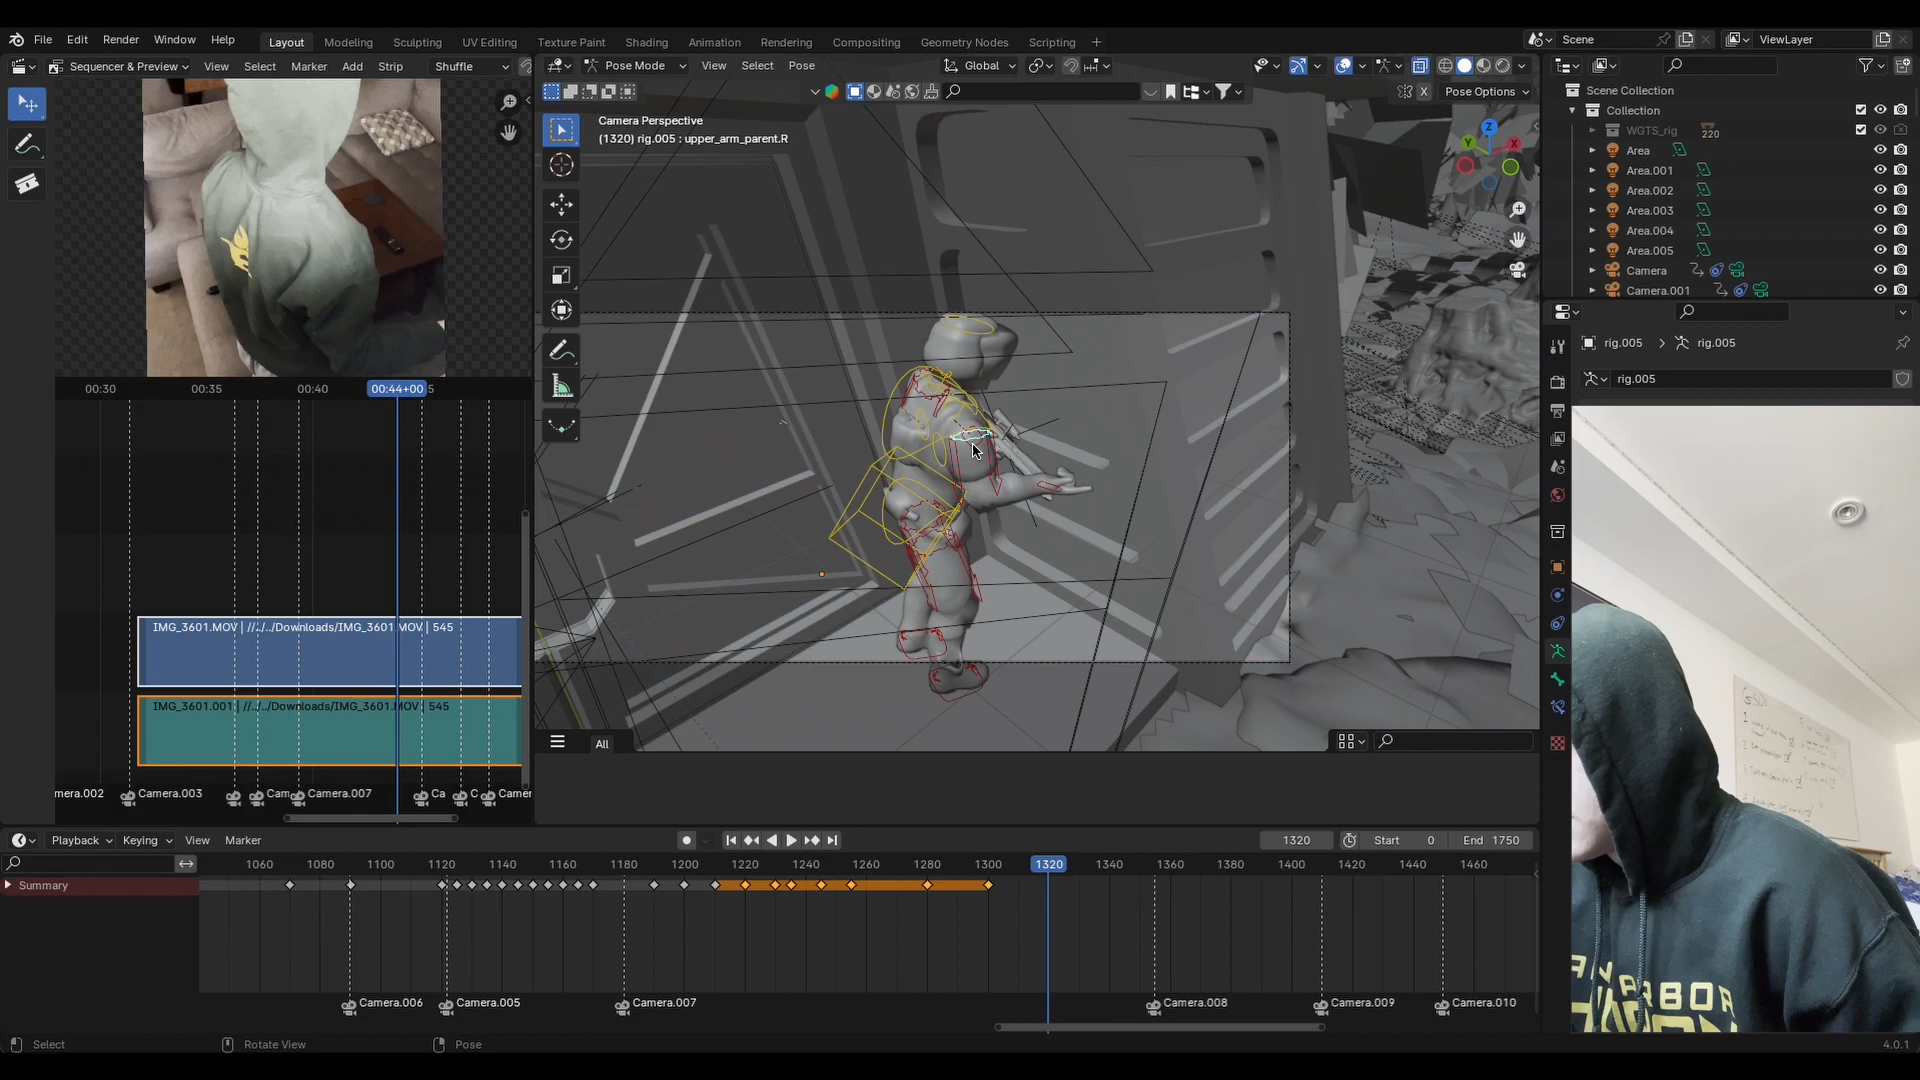 File Edit Render Window Help
Layout Modeling Sculpting UV Editing Texture Paint Shading Animation Rendering Compositing Geometry Nodes Scripting +
Scene ViewLayer
Sequencer & Preview View Select Marker Add Strip Shuffle
Pose Mode View Select Pose Global
X Pose Options
Camera Perspective
(1320) rig.005 : upper_arm_parent.R
Z
Y
X
Scene Collection
Collection
WGTS_rig 220
Area
Area.001
Area.002
Area.003
Area.004
Area.005
Camera
Camera.001
rig.005 > rig.005
rig.005
00:30 00:35 00:40 00:44+00 5
IMG_3601.MOV | //../../Downloads/IMG_3601.MOV | 545
IMG_3601.001 | //../../Downloads/IMG_3601.MOV | 545
mera.002 Camera.003 Cam Camera.007 Ca C Camer
All
Playback Keying View Marker
1320 Start 0 End 1750
1060 1080 1100 1120 1140 1160 1180 1200 1220 1240 1260 1280 1300 1320 1340 1360 1380 1400 1420 1440 1460
Summary
Camera.006 Camera.005 Camera.007 Camera.008 Camera.009 Camera.010
Select Rotate View Pose
4.0.1
ARBOR